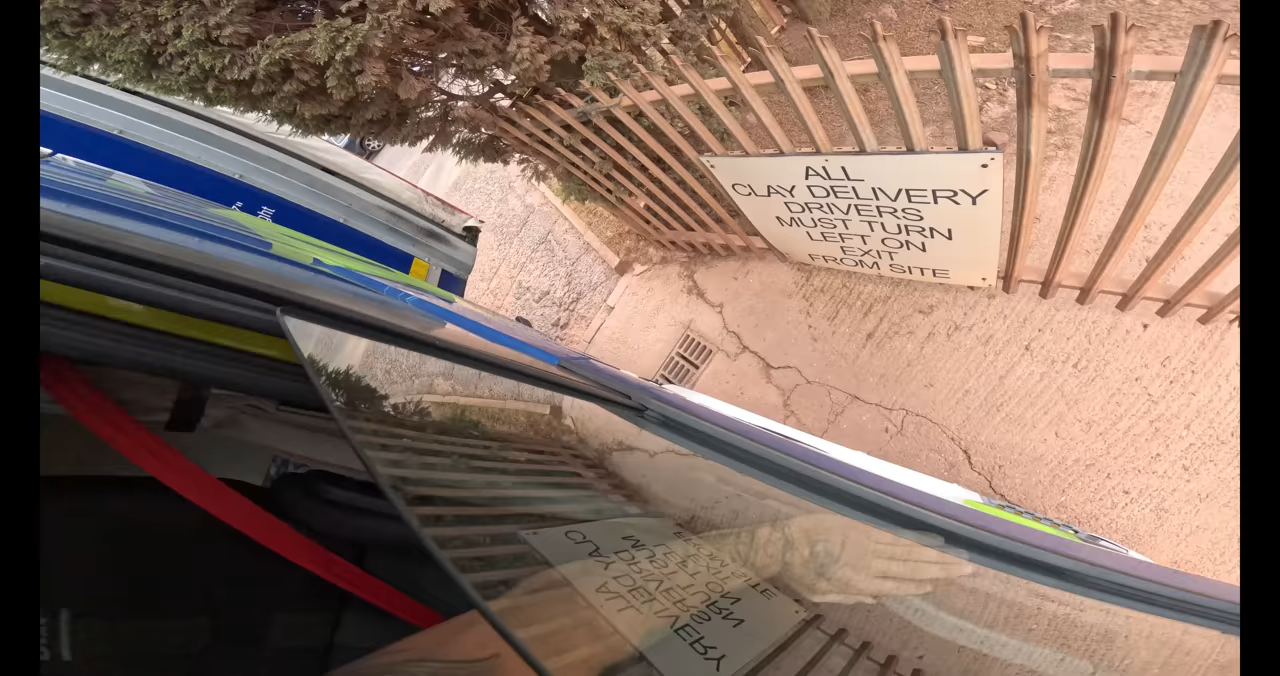 ALL
CLAY DELIVERY
DRIVERS
MUST TURN
LEFT ON
EXIT
FROM SITE